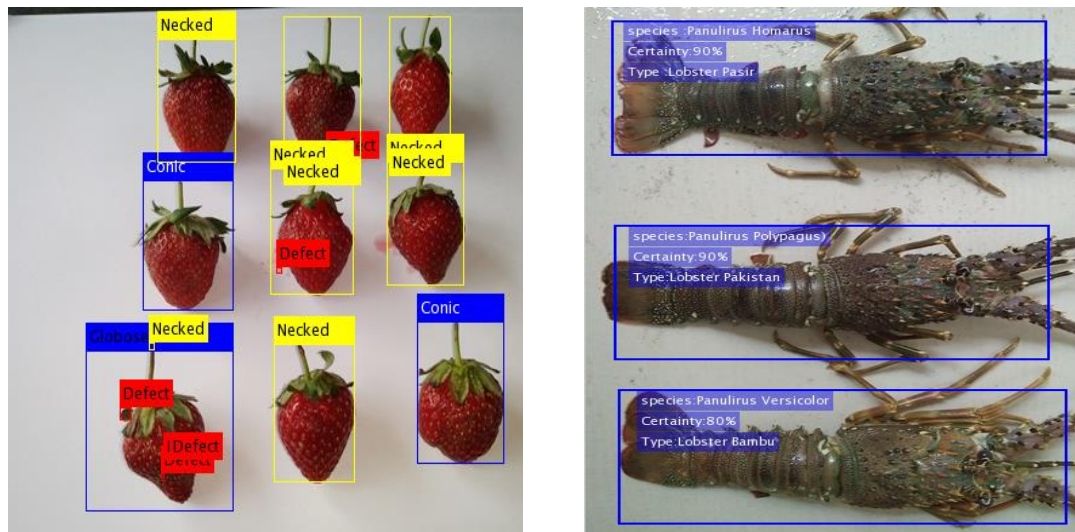 Necked
Necked
Conic
Necked
Necked
Necked
Defect
Conic
Globose
Necked
Necked
Defect
Defect
Defect
species :Panulirus Homarus
Certainty:90%
Type :Lobster Pasir
species:Panulirus Polypagus)
Certainty:90%
Type:Lobster Pakistan
species:Panulirus Versicolor
Certainty:80%
Type:Lobster Bambu